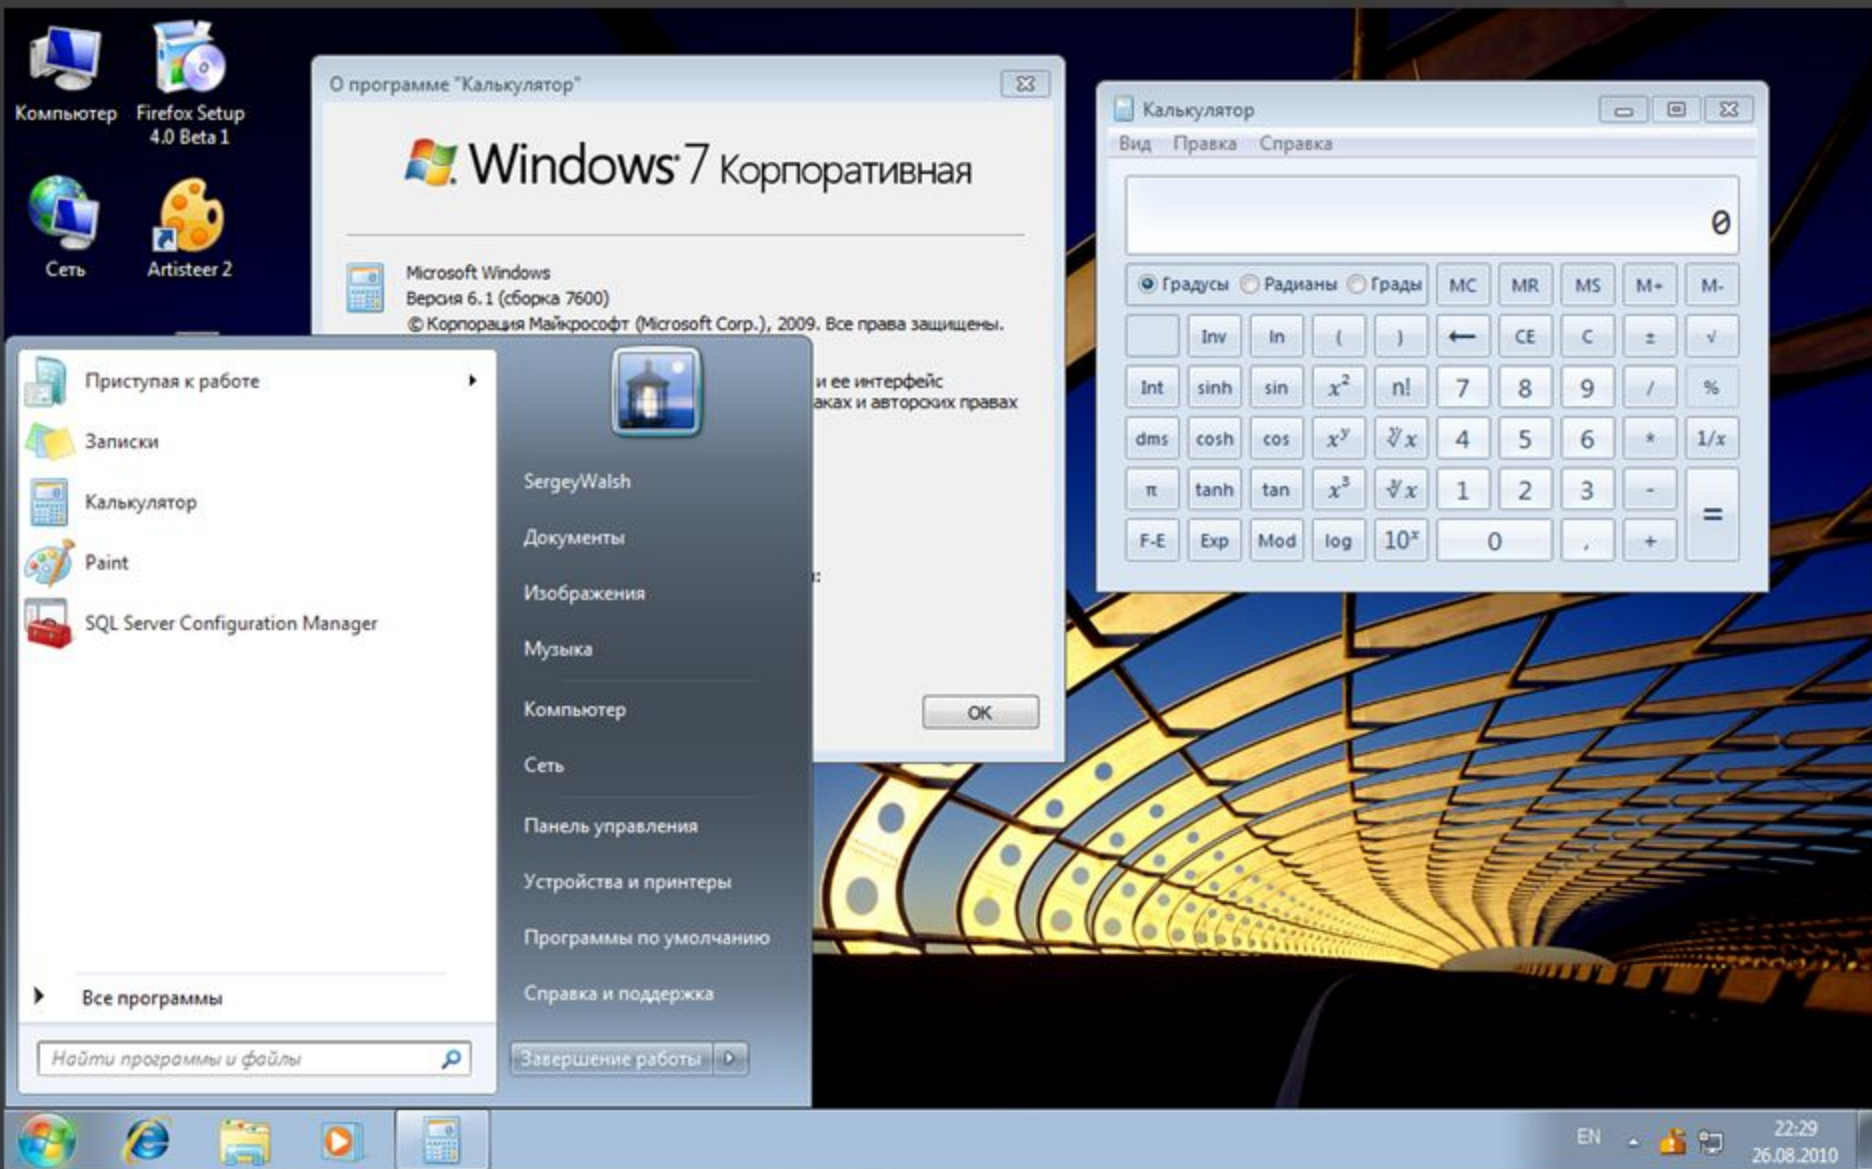 Компьютер
Firefox Setup
4.0 Beta 1
Сеть
Artisteer 2
О программе "Калькулятор"
Windows 7 Корпоративная
Microsoft Windows
Версия 6.1 (сборка 7600)
© Корпорация Майкрософт (Microsoft Corp.), 2009. Все права защищены.
и ее интерфейс
аках и авторских правах
OK
Калькулятор
Вид Правка Справка
0
Градусы Радианы Грады MC MR MS M+ M-
Inv ln ( ) ← CE C ± √
Int sinh sin x² n! 7 8 9 / %
dms cosh cos xʸ ʸ√x 4 5 6 * 1/x
π tanh tan x³ ³√x 1 2 3 - =
F-E Exp Mod log 10ˣ 0 , +
Приступая к работе
Записки
Калькулятор
Paint
SQL Server Configuration Manager
Все программы
Найти программы и файлы
SergeyWalsh
Документы
Изображения
Музыка
Компьютер
Сеть
Панель управления
Устройства и принтеры
Программы по умолчанию
Справка и поддержка
Завершение работы
EN
22:29
26.08.2010